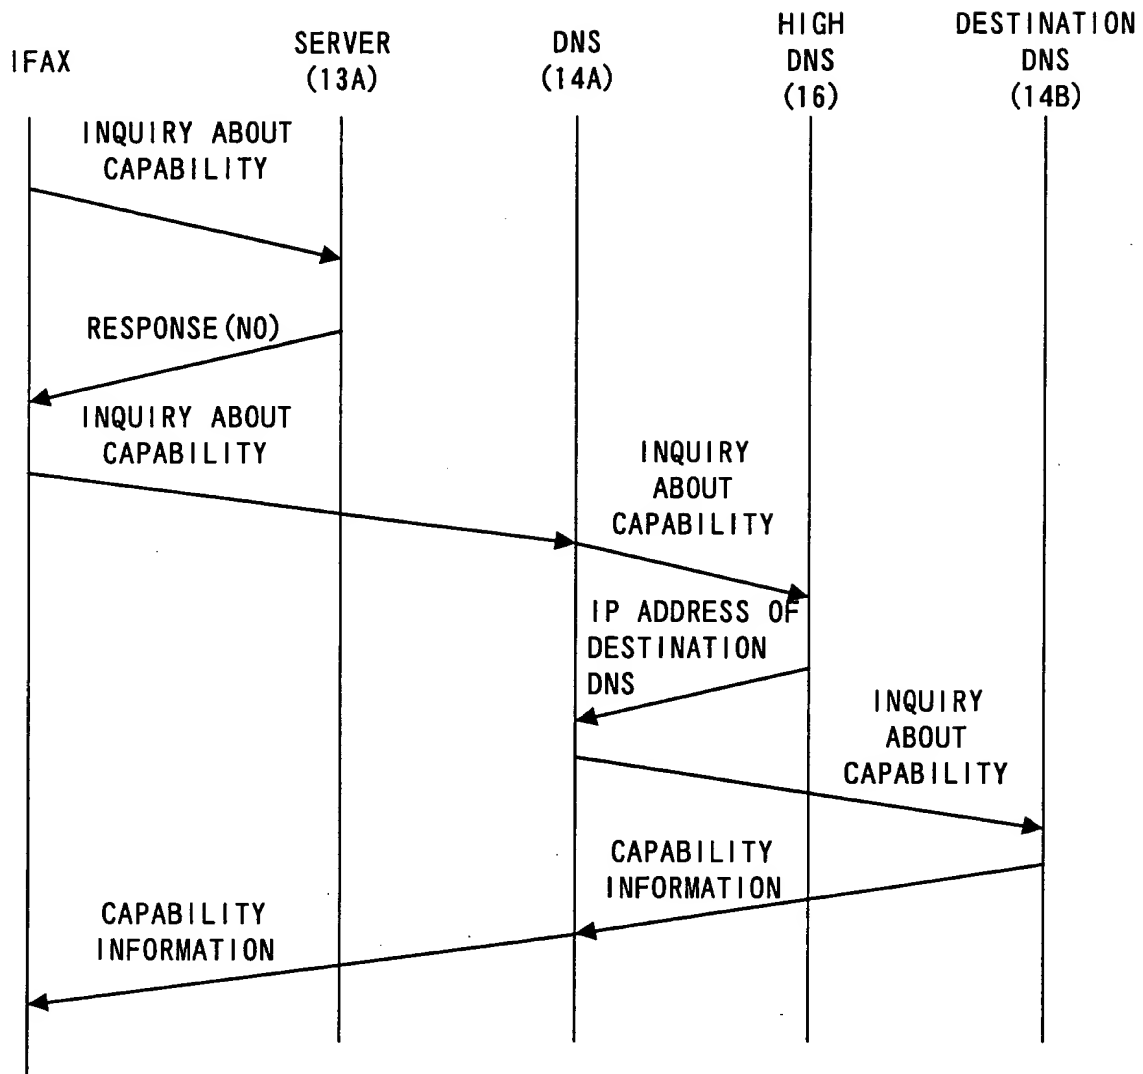 IFAX
SERVER
(13A)
DNS
(14A)
HIGH
DNS
(16)
DESTINATION
DNS
(14B)
INQUIRY ABOUT
CAPABILITY
RESPONSE(NO)
INQUIRY ABOUT
CAPABILITY
INQUIRY
ABOUT
CAPABILITY
IP ADDRESS OF
DESTINATION
DNS
INQUIRY
ABOUT
CAPABILITY
CAPABILITY
INFORMATION
CAPABILITY
INFORMATION